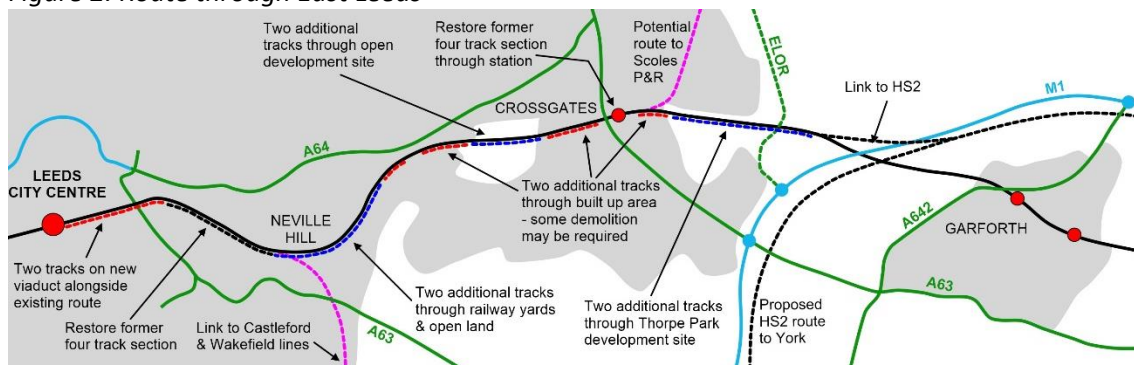 Figure 2: Route through East Leeds
Two additional
tracks through open
development site
Restore former
four track section
through station
Potential
route to
Scoles
P&R
ELOR
Link to HS2
M1
CROSSGATES
A64
LEEDS
CITY CENTRE
NEVILLE
HILL
Two additional tracks
through built up area
- some demolition
may be required
A642
GARFORTH
Two tracks on new
viaduct alongside
existing route
Restore former
four track section
Link to Castleford
& Wakefield lines
A63
Two additional tracks
through railway yards
& open land
Two additional
tracks through
Thorpe Park
development site
Proposed
HS2 route
to York
A63